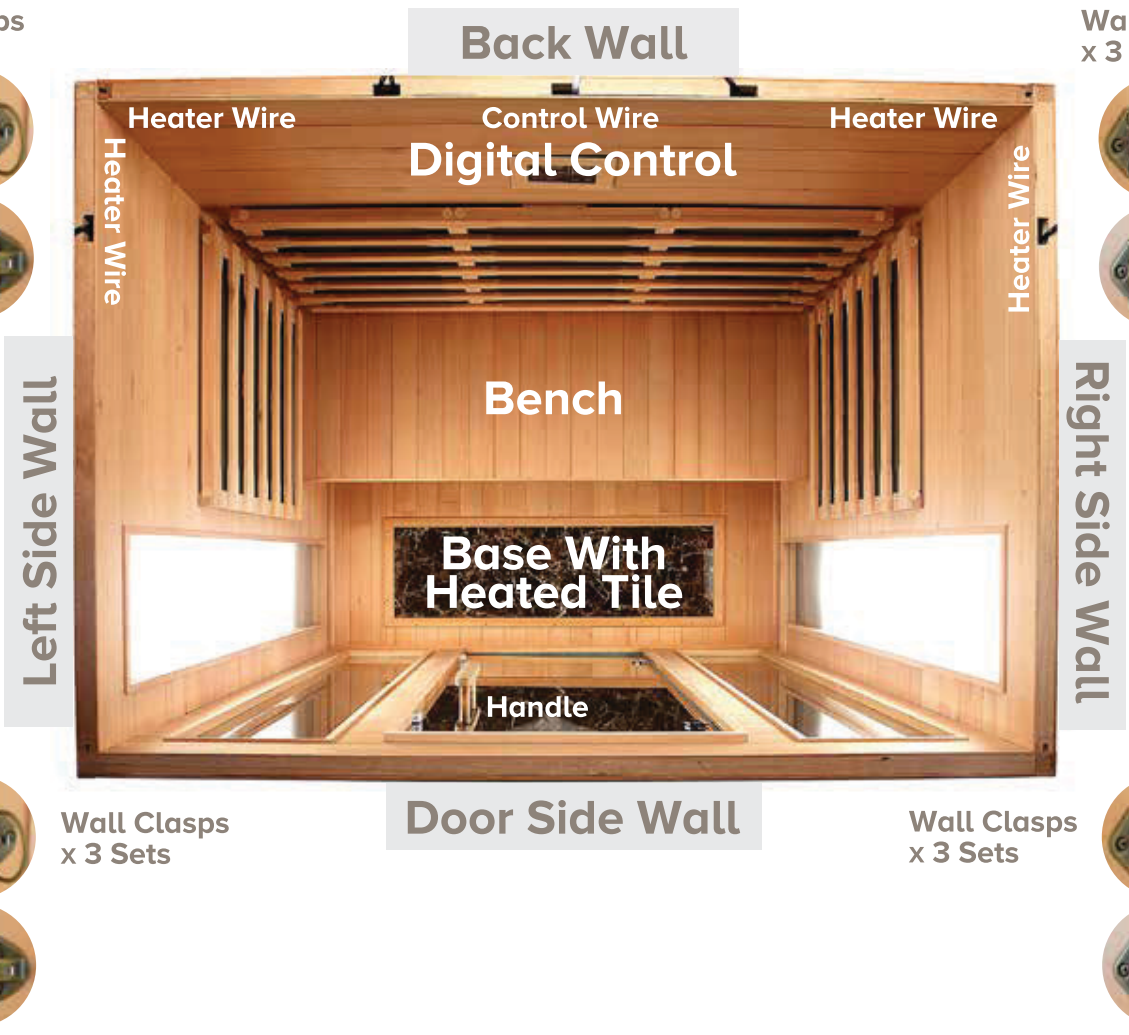 Back Wall
x 3
Heater Wire
Control Wire
Heater Wire
Digital Control
Heater Wire
Heater Wire
Left Side Wall
Bench
Right Side Wall
Base With
Heated Tile
Handle
Door Side Wall
Wall Clasps
x 3 Sets
Wall Clasps
x 3 Sets